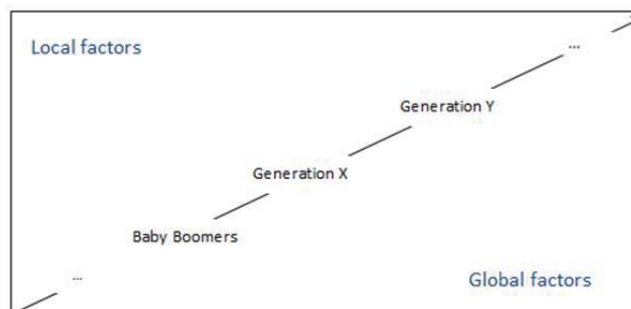 Local factors
...
Generation Y
Generation X
Baby Boomers
...
Global factors